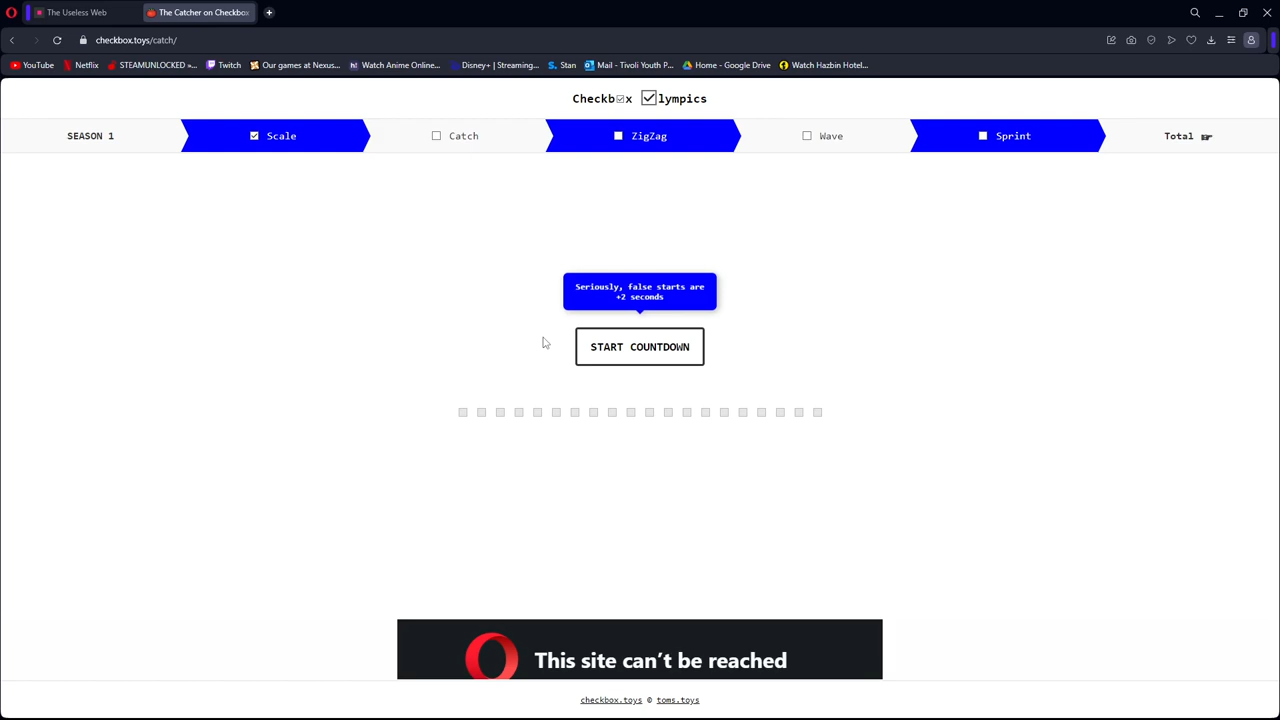 The Useless Web
The Catcher on Checkbox
checkbox.toys/catch/
YouTube
Netflix
STEAMUNLOCKED »...
Twitch
Our games at Nexus...
Watch Anime Online...
Disney+ | Streaming...
Stan
Mail - Tivoli Youth P...
Home - Google Drive
Watch Hazbin Hotel...
Checkb☑x ☑lympics
SEASON 1
Scale
Catch
ZigZag
Wave
Sprint
Total
Seriously, false starts are
+2 seconds
START COUNTDOWN
This site can’t be reached
checkbox.toys © toms.toys